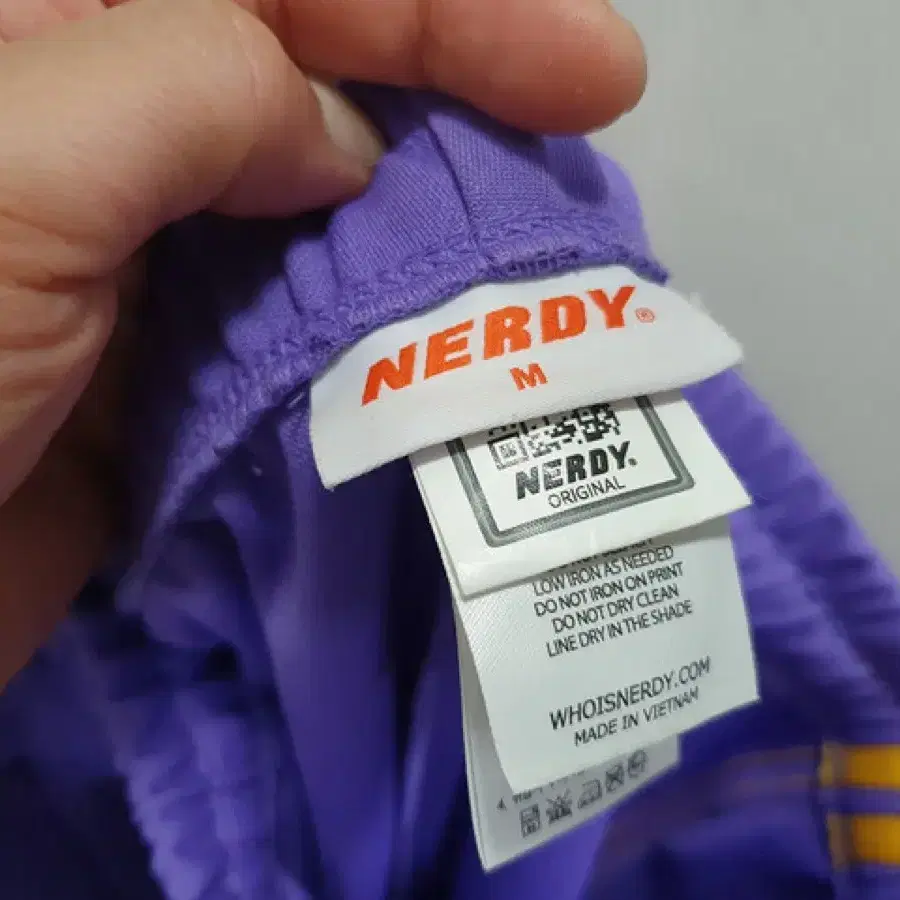 NERDY®
M
NERDY®
ORIGINAL
LOW IRON AS NEEDED
DO NOT IRON ON PRINT
DO NOT DRY CLEAN
LINE DRY IN THE SHADE
WHOISNERDY.COM
MADE IN VIETNAM